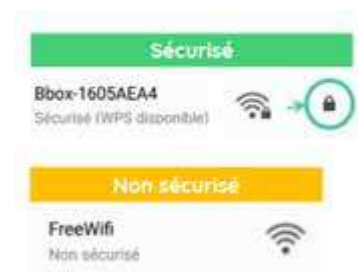 Sécurisé
Bbox-1605AEA4
Sécurisé (WPS disponible)
Non sécurisé
FreeWifi
Non sécurisé